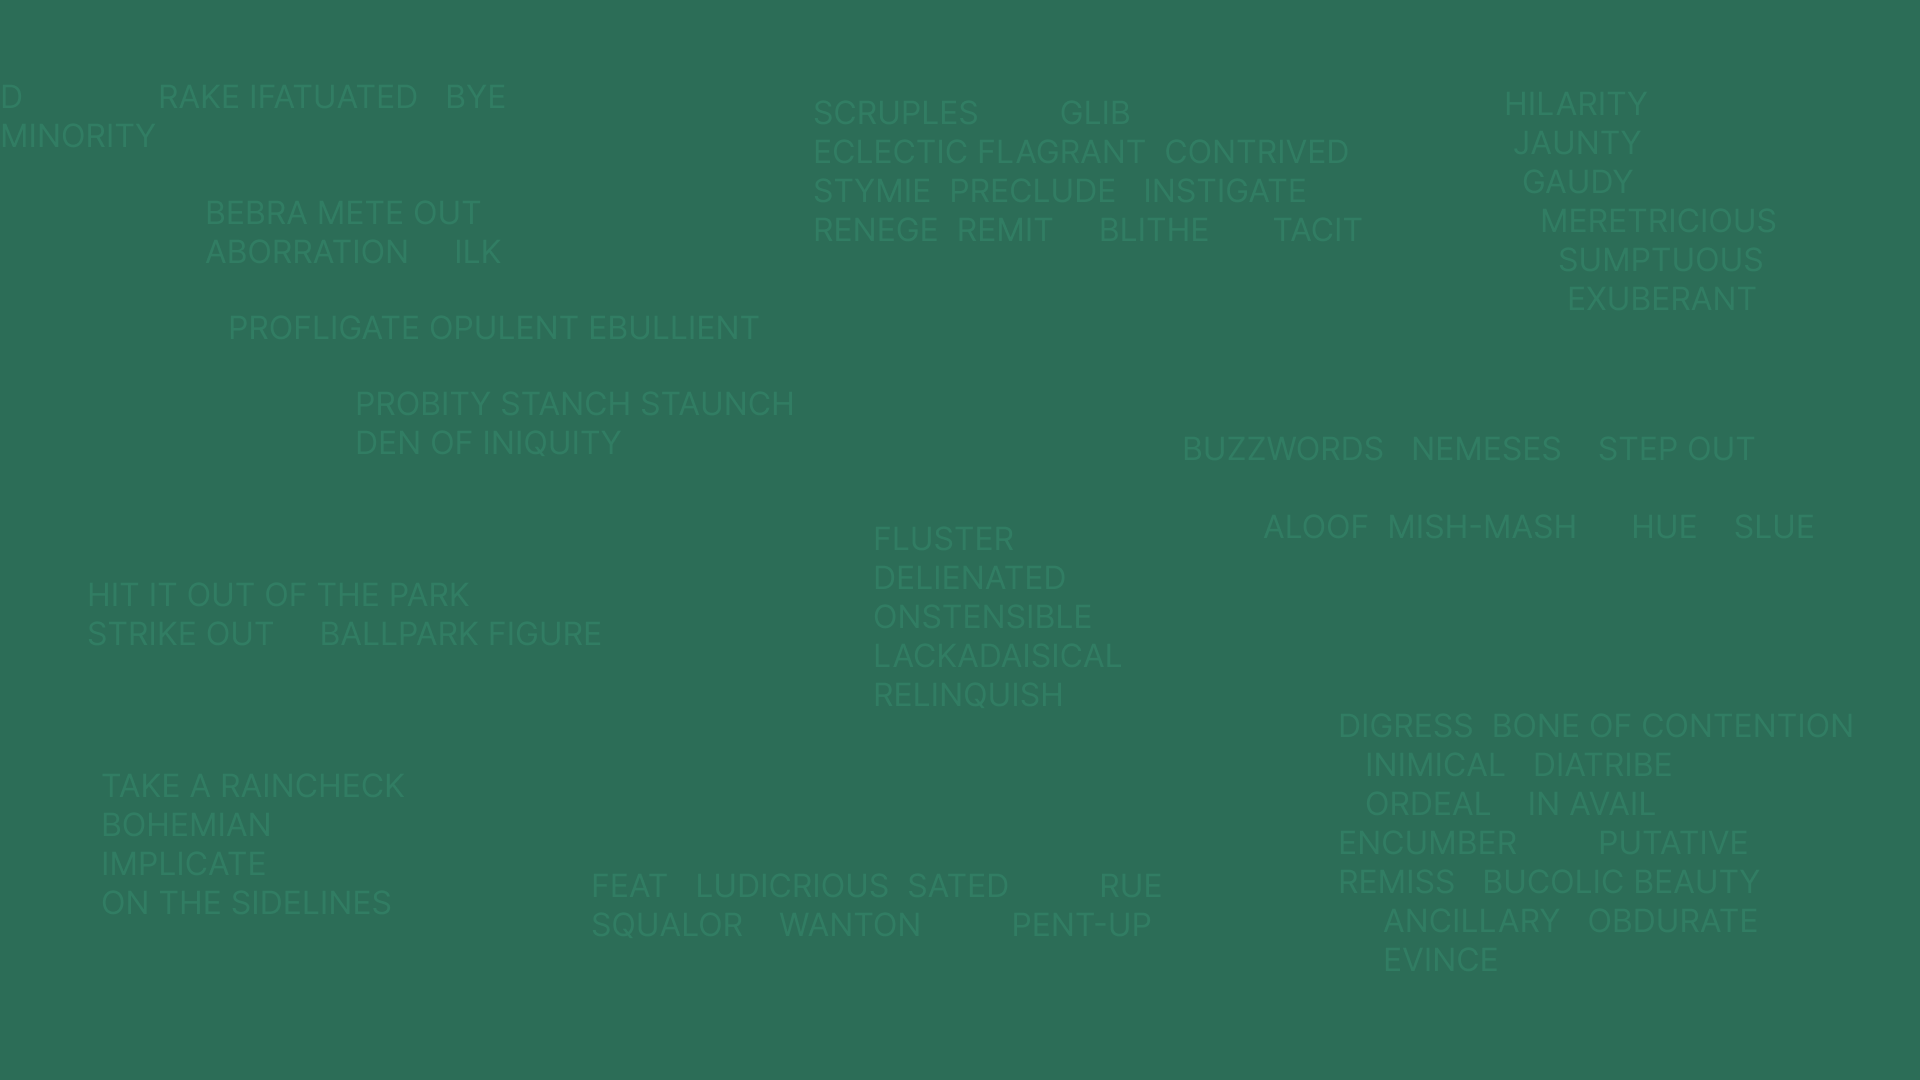 D RAKE IFATUATED BYE
MINORITY
BEBRA METE OUT
ABORRATION ILK
PROFLIGATE OPULENT EBULLIENT
PROBITY STANCH STAUNCH
DEN OF INIQUITY
SCRUPLES GLIB
ECLECTIC FLAGRANT CONTRIVED
STYMIE PRECLUDE INSTIGATE
RENEGE REMIT BLITHE TACIT
HILARITY
JAUNTY
GAUDY
MERETRICIOUS
SUMPTUOUS
EXUBERANT
BUZZWORDS NEMESES STEP OUT
ALOOF MISH-MASH HUE SLUE
FLUSTER
DELIENATED
ONSTENSIBLE
LACKADAISICAL
RELINQUISH
HIT IT OUT OF THE PARK
STRIKE OUT BALLPARK FIGURE
TAKE A RAINCHECK
BOHEMIAN
IMPLICATE
ON THE SIDELINES
FEAT LUDICRIOUS SATED RUE
SQUALOR WANTON PENT-UP
DIGRESS BONE OF CONTENTION
INIMICAL DIATRIBE
ORDEAL IN AVAIL
ENCUMBER PUTATIVE
REMISS BUCOLIC BEAUTY
ANCILLARY OBDURATE
EVINCE